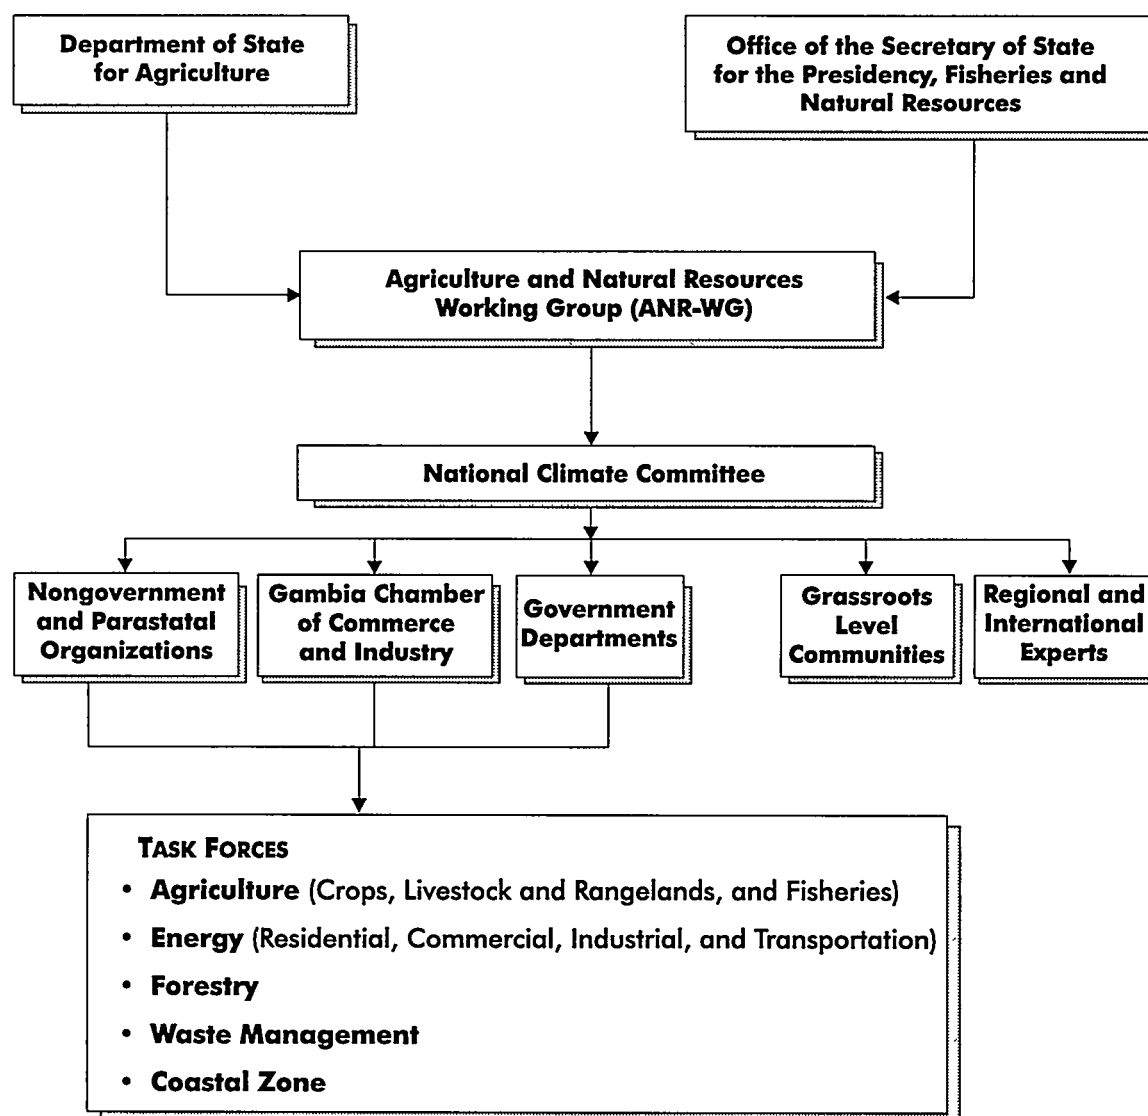 Department of State
for Agriculture
Office of the Secretary of State
for the Presidency, Fisheries and
Natural Resources
Agriculture and Natural Resources
Working Group (ANR-WG)
National Climate Committee
Nongovernment
and Parastatal
Organizations
Gambia Chamber
of Commerce
and Industry
Government
Departments
Grassroots
Level
Communities
Regional and
International
Experts
TASK FORCES
• Agriculture (Crops, Livestock and Rangelands, and Fisheries)
• Energy (Residential, Commercial, Industrial, and Transportation)
• Forestry
• Waste Management
• Coastal Zone